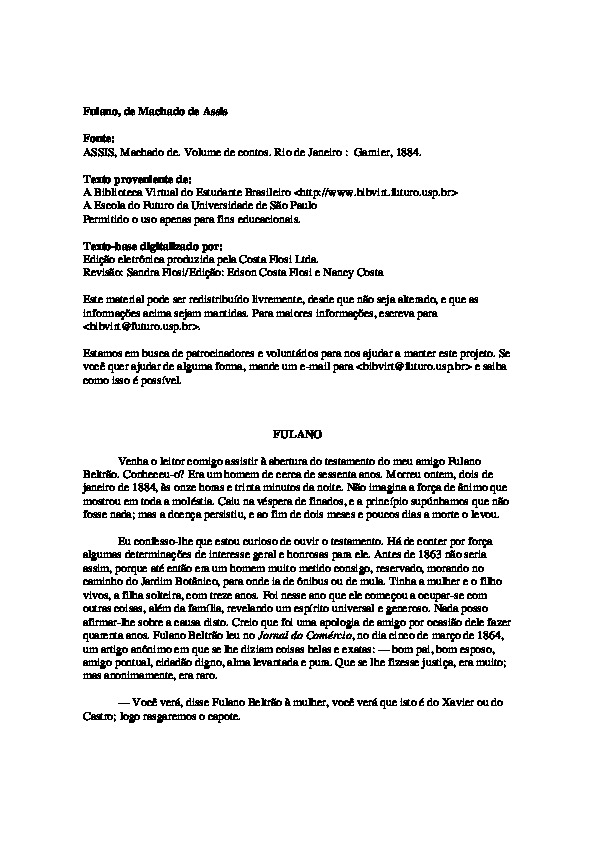 Fulano, de Machado de Assis
Fonte:
ASSIS, Machado de. Volume de contos. Rio de Janeiro :  Garnier, 1884.
Texto proveniente de:
A Biblioteca Virtual do Estudante Brasileiro <http://www.bibvirt.futuro.usp.br>
A Escola do Futuro da Universidade de São Paulo
Permitido o uso apenas para fins educacionais.
Texto-base digitalizado por:
Edição eletrônica produzida pela Costa Flosi Ltda.
Revisão: Sandra Flosi/Edição: Edson Costa Flosi e Nancy Costa
Este material pode ser redistribuído livremente, desde que não seja alterado, e que as
informações acima sejam mantidas. Para maiores informações, escreva para
<bibvirt@futuro.usp.br>.
Estamos em busca de patrocinadores e voluntários para nos ajudar a manter este projeto. Se
você quer ajudar de alguma forma, mande um e-mail para <bibvirt@futuro.usp.br> e saiba
como isso é possível.
FULANO
Venha o leitor comigo assistir à abertura do testamento do meu amigo Fulano
Beltrão. Conheceu-o? Era um homem de cerca de sessenta anos. Morreu ontem, dois de
janeiro de 1884, às onze horas e trinta minutos da noite. Não imagina a força de ânimo que
mostrou em toda a moléstia. Caiu na véspera de finados, e a princípio supúnhamos que não
fosse nada; mas a doença persistiu, e ao fim de dois meses e poucos dias a morte o levou.
Eu confesso-lhe que estou curioso de ouvir o testamento. Há de conter por força
algumas determinações de interesse geral e honrosas para ele. Antes de 1863 não seria
assim, porque até então era um homem muito metido consigo, reservado, morando no
caminho do Jardim Botânico, para onde ia de ônibus ou de mula. Tinha a mulher e o filho
vivos, a filha solteira, com treze anos. Foi nesse ano que ele começou a ocupar-se com
outras coisas, além da família, revelando um espírito universal e generoso. Nada posso
afirmar-lhe sobre a causa disto. Creio que foi uma apologia de amigo por ocasião dele fazer
quarenta anos. Fulano Beltrão leu no Jornal do Comércio, no dia cinco de março de 1864,
um artigo anônimo em que se lhe diziam coisas belas e exatas: — bom pai, bom esposo,
amigo pontual, cidadão digno, alma levantada e pura. Que se lhe fizesse justiça, era muito;
mas anonimamente, era raro.
— Você verá, disse Fulano Beltrão à mulher, você verá que isto é do Xavier ou do
Castro; logo rasgaremos o capote.